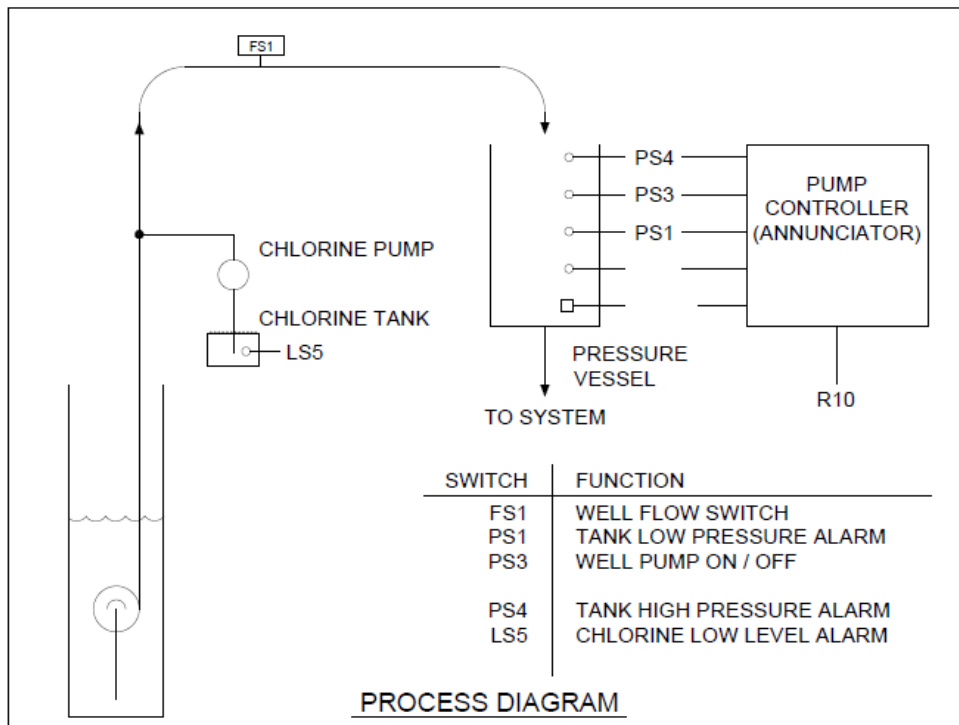 FS1
PS4
PS3
PS1
PUMP
CONTROLLER
(ANNUNCIATOR)
CHLORINE PUMP
CHLORINE TANK
LS5
PRESSURE
VESSEL
TO SYSTEM
R10
SWITCH FUNCTION
FS1 WELL FLOW SWITCH
PS1 TANK LOW PRESSURE ALARM
PS3 WELL PUMP ON / OFF
PS4 TANK HIGH PRESSURE ALARM
LS5 CHLORINE LOW LEVEL ALARM
PROCESS DIAGRAM